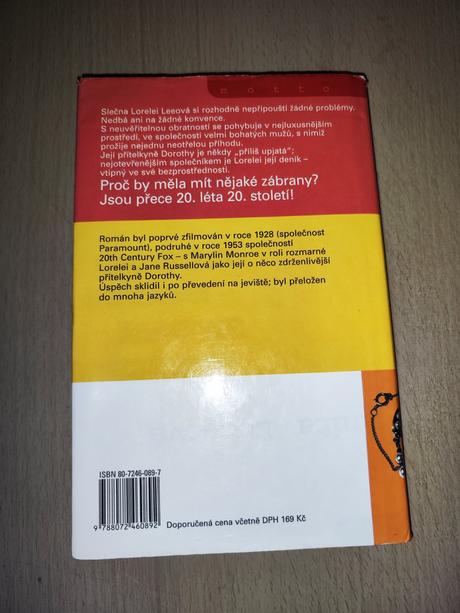 motto
Slečna Lorelei Leeová si rozhodně nepřipouští žádné problémy.
Nedbá ani na žádné konvence.
S neuvěřitelnou obratností se pohybuje v nejluxusnějším
prostředí, ve společnosti velmi bohatých mužů, s nimiž
prožije nejednu neotřelou příhodu.
Její přítelkyně Dorothy je někdy „příliš upjatá“;
nejotevřenějším společníkem je Lorelei její deník –
vtipný ve své bezprostřednosti.
Proč by měla mít nějaké zábrany?
Jsou přece 20. léta 20. století!
Román byl poprvé zfilmován v roce 1928 (společnost
Paramount), podruhé v roce 1953 společností
20th Century Fox – s Marylin Monroe v roli rozmarné
Lorelei a Jane Russellová jako její o něco zdrženlivější
přítelkyně Dorothy.
Úspěch sklidil i po převedení na jeviště; byl přeložen
do mnoha jazyků.
ISBN 80-7246-089-7
9 788072 460892
Doporučená cena včetně DPH 169 Kč